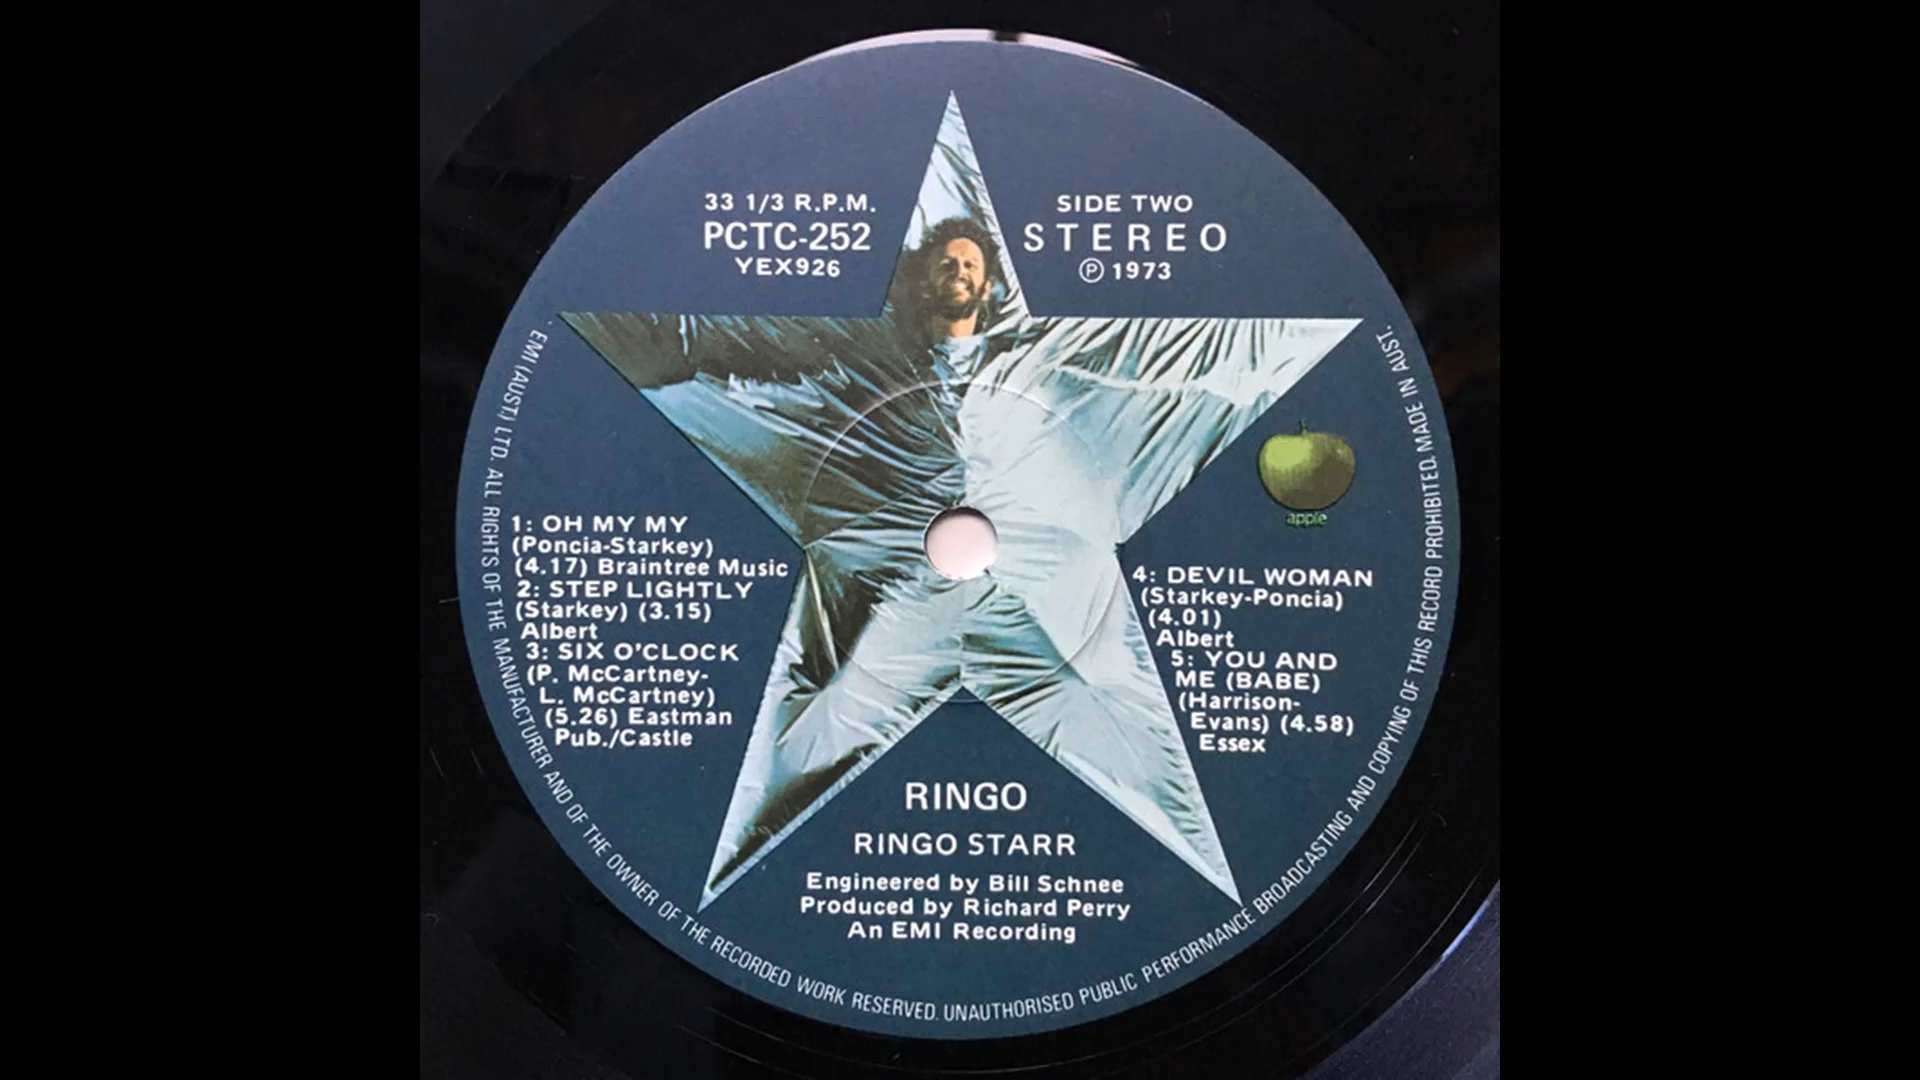 33 1/3 R.P.M.
PCTC-252
YEX926
SIDE TWO
STEREO
Ⓟ 1973
apple
1: OH MY MY
(Poncia-Starkey)
(4.17) Braintree Music
2: STEP LIGHTLY
(Starkey) (3.15)
Albert
3: SIX O'CLOCK
(P. McCartney-
L. McCartney)
(5.26) Eastman
Pub./Castle
4: DEVIL WOMAN
(Starkey-Poncia)
(4.01)
Albert
5: YOU AND
ME (BABE)
(Harrison-
Evans) (4.58)
Essex
RINGO
RINGO STARR
Engineered by Bill Schnee
Produced by Richard Perry
An EMI Recording
EMI (AUST.) LTD. ALL RIGHTS OF THE MANUFACTURER AND OF THE OWNER OF THE RECORDED WORK RESERVED. UNAUTHORISED PUBLIC PERFORMANCE BROADCASTING AND COPYING OF THIS RECORD PROHIBITED. MADE IN AUST.